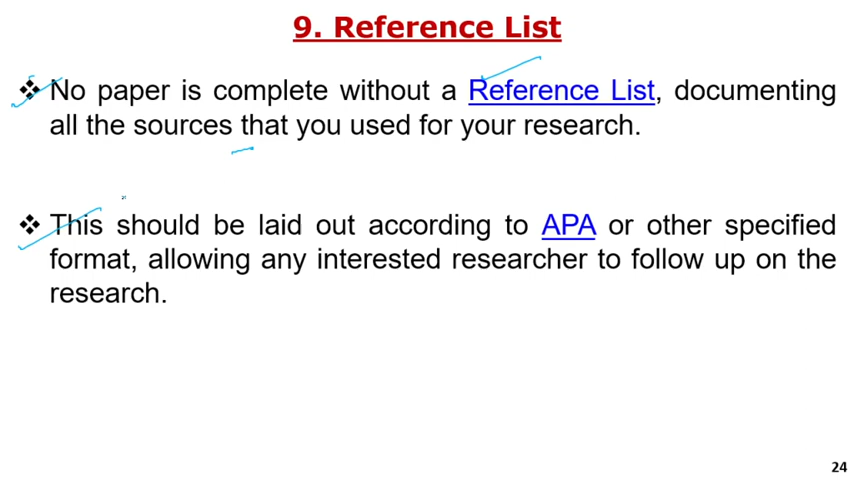 9. Reference List
❖ No paper is complete without a Reference List, documenting
all the sources that you used for your research.
❖ This should be laid out according to APA or other specified
format, allowing any interested researcher to follow up on the
research.
24